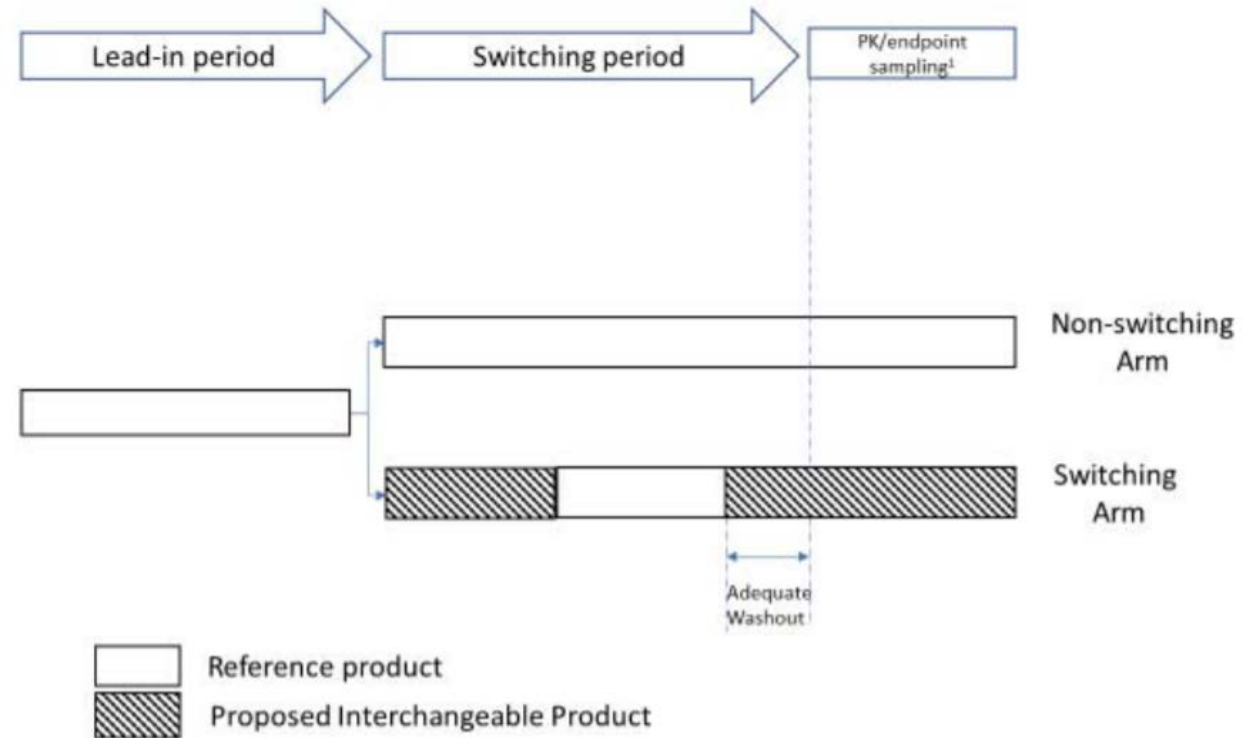 Lead-in period
Switching period
PK/endpoint
sampling¹
Non-switching
Arm
Switching
Arm
Adequate
Washout
Reference product
Proposed Interchangeable Product